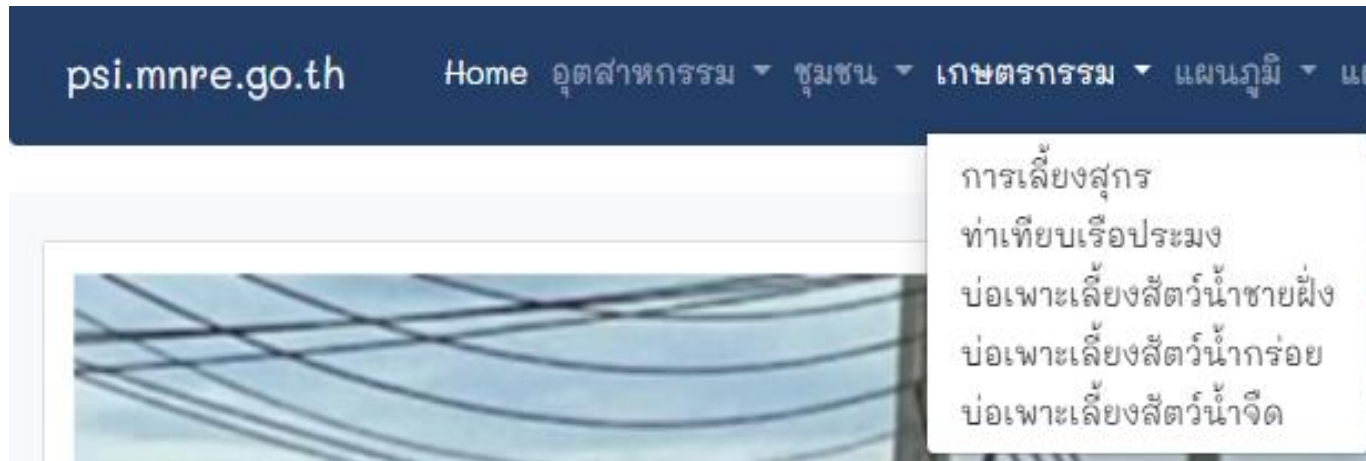 psi.mnre.go.th Home อุตสาหกรรม ชุมชน เกษตรกรรม แผนภูมิ
การเลี้ยงสุกร
ท่าเทียบเรือประมง
บ่อเพาะเลี้ยงสัตว์น้ำชายฝั่ง
บ่อเพาะเลี้ยงสัตว์น้ำกร่อย
บ่อเพาะเลี้ยงสัตว์น้ำจืด